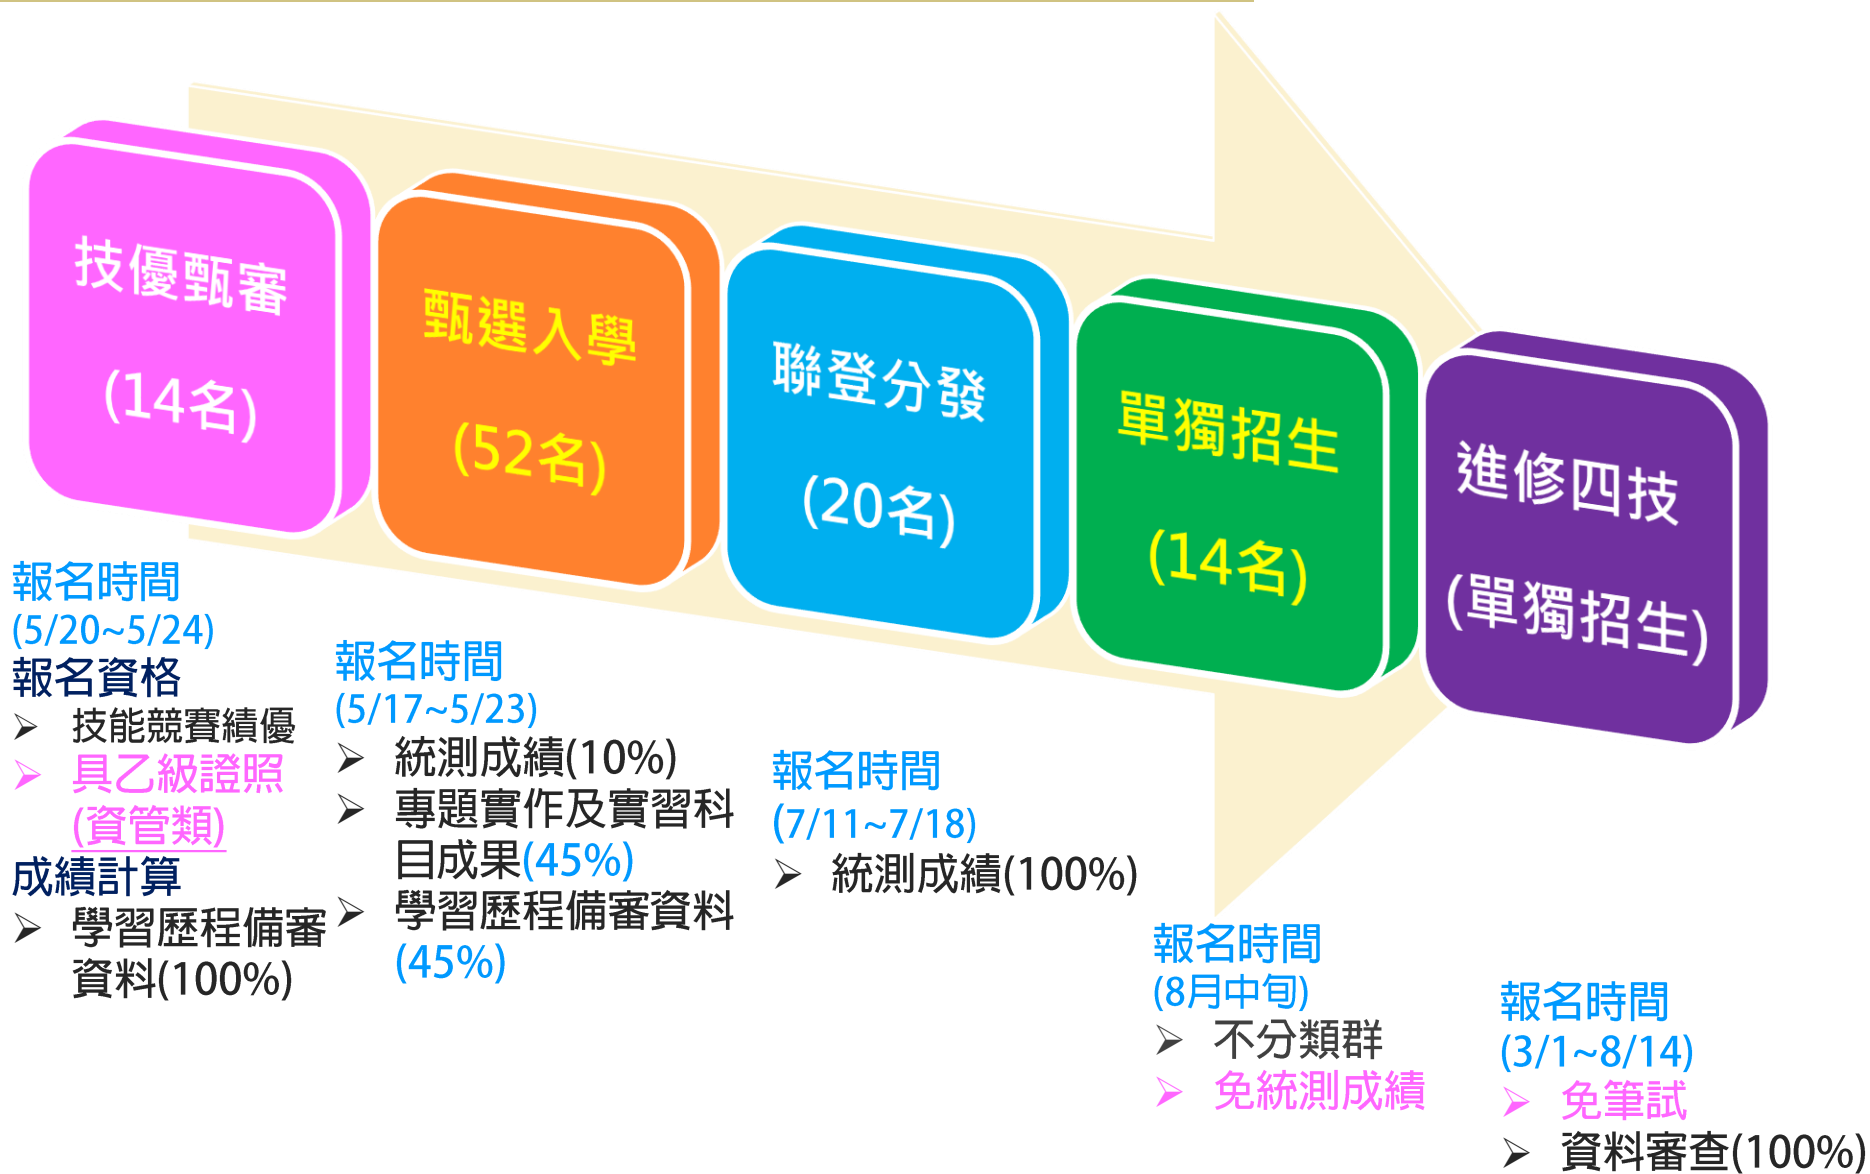 技優甄審
(14名)
報名時間
(5/20~5/24)
報名資格
➢ 技能競賽績優
➢ 具乙級證照
(資管類)
成績計算
➢ 學習歷程備審
資料(100%)
甄選入學
(52名)
報名時間
(5/17~5/23)
➢ 統測成績(10%)
➢ 專題實作及實習科
目成果(45%)
➢ 學習歷程備審資料
(45%)
聯登分發
(20名)
報名時間
(7/11~7/18)
➢ 統測成績(100%)
單獨招生
(14名)
報名時間
(8月中旬)
➢ 不分類群
➢ 免統測成績
進修四技
(單獨招生)
報名時間
(3/1~8/14)
➢ 免筆試
➢ 資料審查(100%)